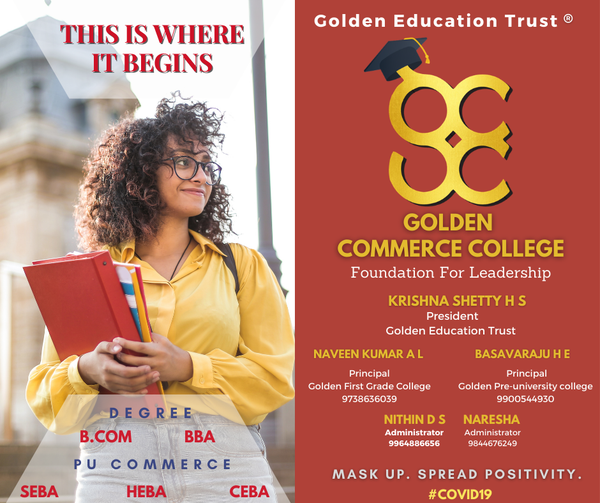 THIS IS WHERE
IT BEGINS
DEGREE
B.COM BBA
PU COMMERCE
SEBA HEBA CEBA
Golden Education Trust ®
GOLDEN
COMMERCE COLLEGE
Foundation For Leadership
KRISHNA SHETTY H S
President
Golden Education Trust
NAVEEN KUMAR A L
Principal
Golden First Grade College
9738636039
BASAVARAJU H E
Principal
Golden Pre-university college
9900544930
NITHIN D S
Administrator
9964886656
NARESHA
Administrator
9844676249
MASK UP. SPREAD POSITIVITY.
#COVID19